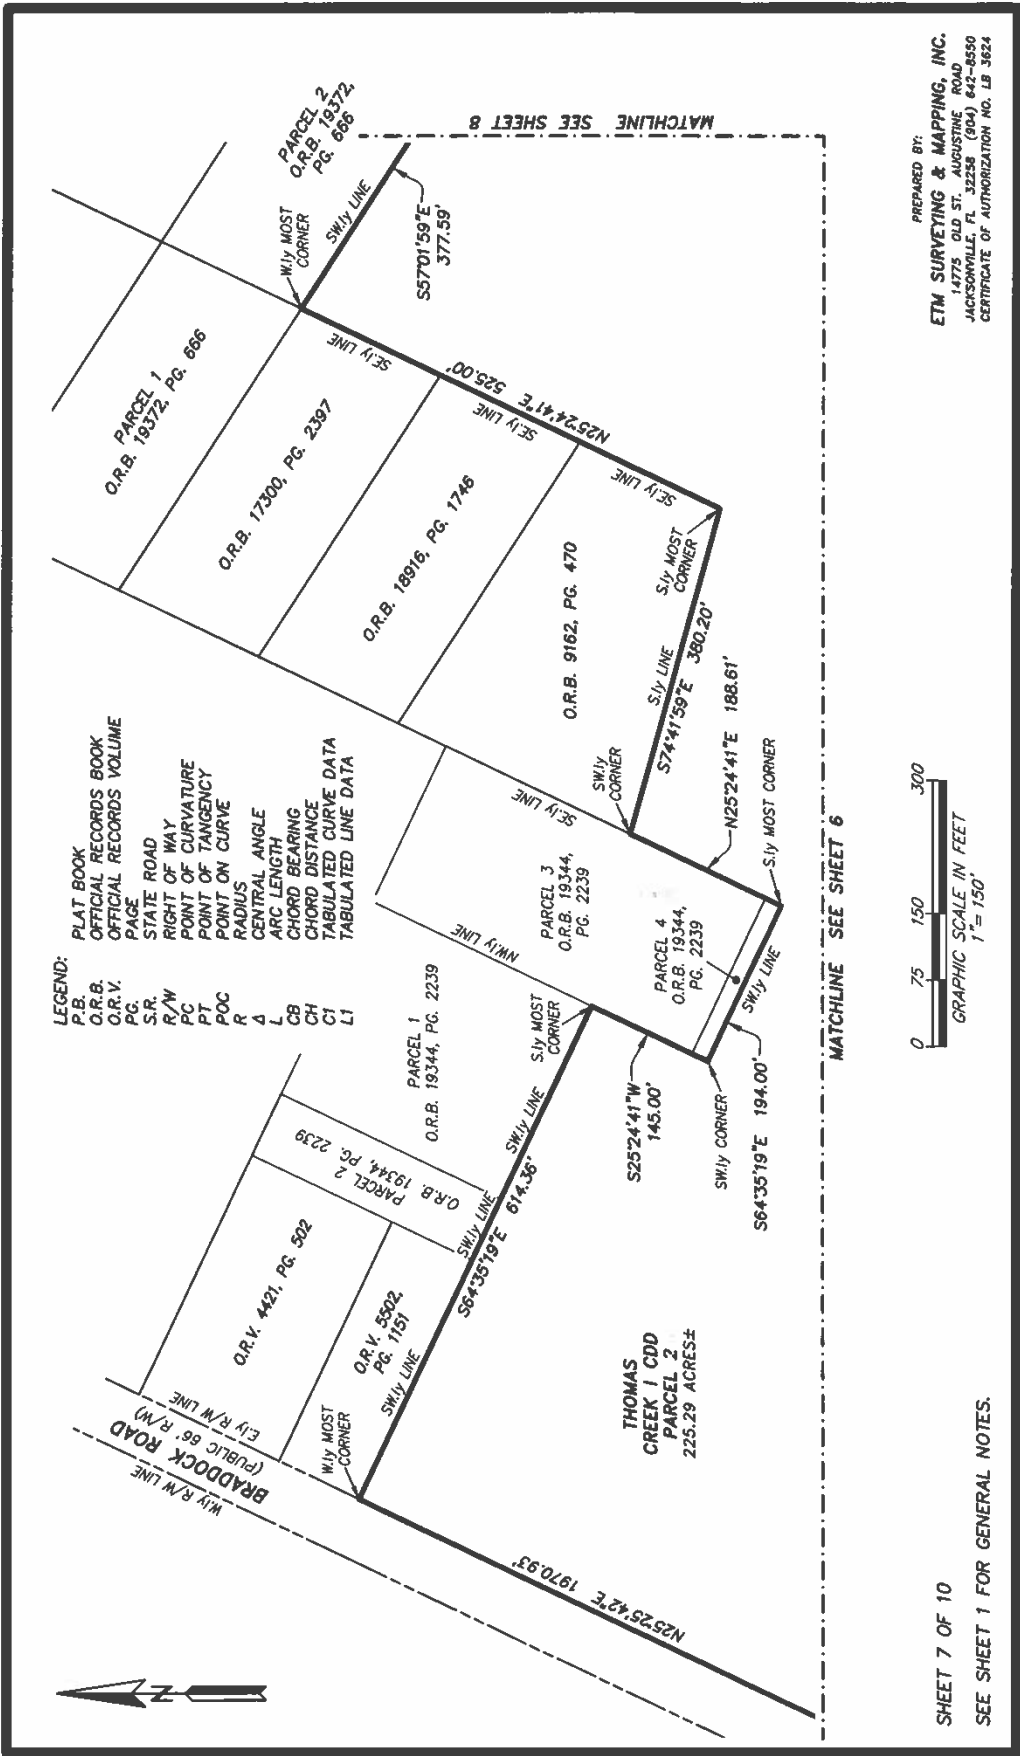 LEGEND:
P.B. PLAT BOOK
O.R.B. OFFICIAL RECORDS BOOK
O.R.V. OFFICIAL RECORDS VOLUME
PG. PAGE
S.R. STATE ROAD
R/W RIGHT OF WAY
PC POINT OF CURVATURE
PT POINT OF TANGENCY
POC POINT ON CURVE
R RADIUS
Δ CENTRAL ANGLE
L ARC LENGTH
CB CHORD BEARING
CH CHORD DISTANCE
C1 TABULATED CURVE DATA
L1 TABULATED LINE DATA
N
W.ly R/W LINE
BRADDOCK ROAD
(PUBLIC 66' R/W)
E.ly R/W LINE
O.R.V. 4421, PG. 502
O.R.V. 5502,
PG. 1151
PARCEL 2
O.R.B. 19344, PG. 2239
PARCEL 1
O.R.B. 19344, PG. 2239
W.ly MOST
CORNER
SW.ly LINE
SW.ly LINE
SW.ly LINE
S64°35'19"E 614.36'
S.ly MOST
CORNER
NW.ly LINE
PARCEL 3
O.R.B. 19344,
PG. 2239
SE.ly LINE
PARCEL 4
O.R.B. 19344,
PG. 2239
S25°24'41"W
145.00'
SW.ly CORNER
SW.ly LINE
S64°35'19"E 194.00'
S.ly MOST CORNER
N25°24'41"E 188.61'
SW.ly
CORNER
S.ly LINE
S74°41'59"E 380.20'
S.ly MOST
CORNER
O.R.B. 9162, PG. 470
O.R.B. 18916, PG. 1746
O.R.B. 17300, PG. 2397
PARCEL 1
O.R.B. 19372, PG. 666
SE.ly LINE
SE.ly LINE
SE.ly LINE
N25°24'41"E 525.00'
W.ly MOST
CORNER
SW.ly LINE
PARCEL 2
O.R.B. 19372,
PG. 666
S57°01'59"E
377.59'
MATCHLINE SEE SHEET 8
THOMAS
CREEK I CDD
PARCEL 2
225.29 ACRES±
N25°25'42"E 1970.93'
MATCHLINE SEE SHEET 6
0 75 150 300
GRAPHIC SCALE IN FEET
1"= 150'
SHEET 7 OF 10
SEE SHEET 1 FOR GENERAL NOTES.
PREPARED BY:
ETM SURVEYING & MAPPING, INC.
14775 OLD ST. AUGUSTINE ROAD
JACKSONVILLE, FL 32258 (904) 642-8550
CERTIFICATE OF AUTHORIZATION NO. LB 3624